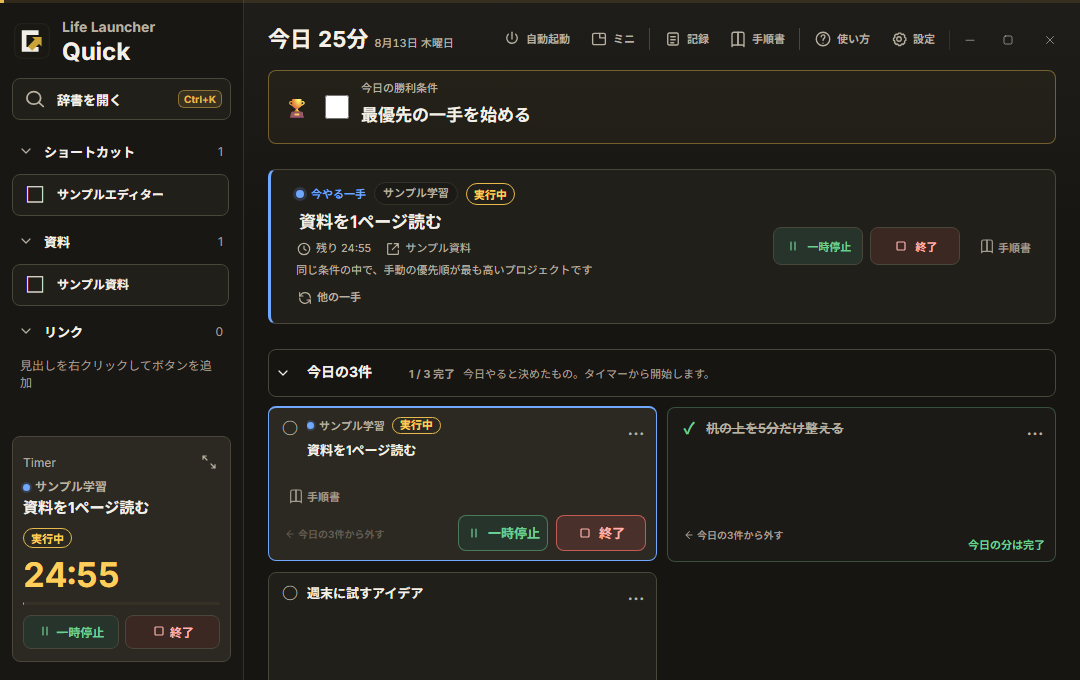 Life Launcher
Quick
辞書を開く Ctrl+K
ショートカット 1
サンプルエディター
資料 1
サンプル資料
リンク 0
見出しを右クリックしてボタンを追
加
Timer
サンプル学習
資料を1ページ読む
実行中
24:55
一時停止 終了
今日 25分 8月13日 木曜日
自動起動 ミニ 記録 手順書 使い方 設定
今日の勝利条件
最優先の一手を始める
今やる一手 サンプル学習 実行中
資料を1ページ読む
残り 24:55 サンプル資料
同じ条件の中で、手動の優先順が最も高いプロジェクトです
他の一手
一時停止 終了 手順書
今日の3件 1 / 3 完了 今日やると決めたもの。タイマーから開始します。
サンプル学習 実行中
資料を1ページ読む
手順書
← 今日の3件から外す 一時停止 終了
机の上を5分だけ整える
← 今日の3件から外す
今日の分は完了
週末に試すアイデア